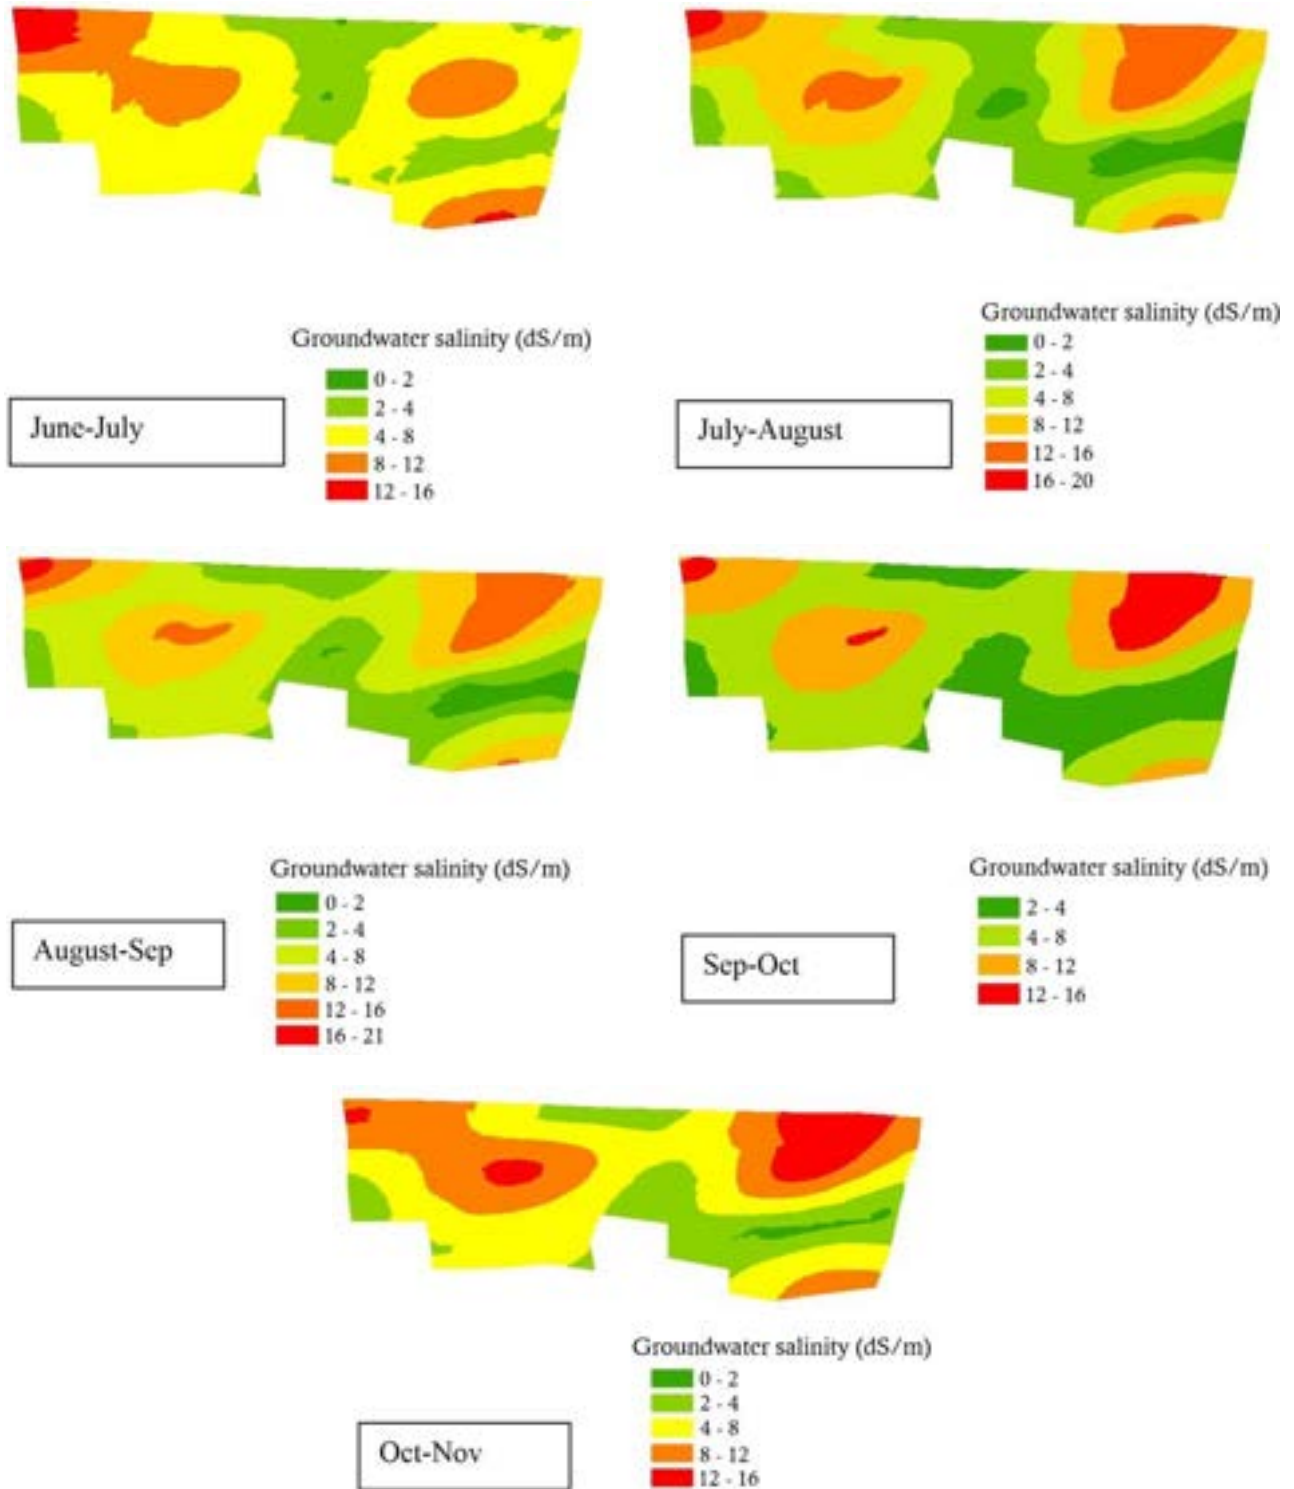 Groundwater salinity (dS/m)
0 - 2
2 - 4
4 - 8
8 - 12
12 - 16
June-July
Groundwater salinity (dS/m)
0 - 2
2 - 4
4 - 8
8 - 12
12 - 16
16 - 20
July-August
Groundwater salinity (dS/m)
0 - 2
2 - 4
4 - 8
8 - 12
12 - 16
16 - 21
August-Sep
Groundwater salinity (dS/m)
2 - 4
4 - 8
8 - 12
12 - 16
Sep-Oct
Groundwater salinity (dS/m)
0 - 2
2 - 4
4 - 8
8 - 12
12 - 16
Oct-Nov